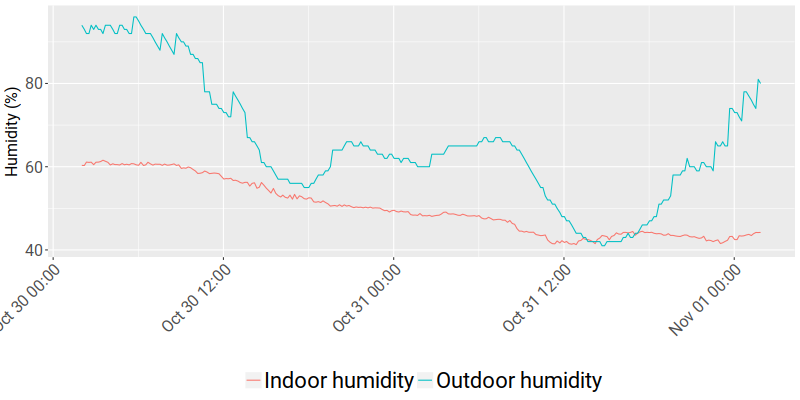 Humidity (%)
80
60
40
Oct 30 00:00
Oct 30 12:00
Oct 31 00:00
Oct 31 12:00
Nov 01 00:00
Indoor humidity Outdoor humidity